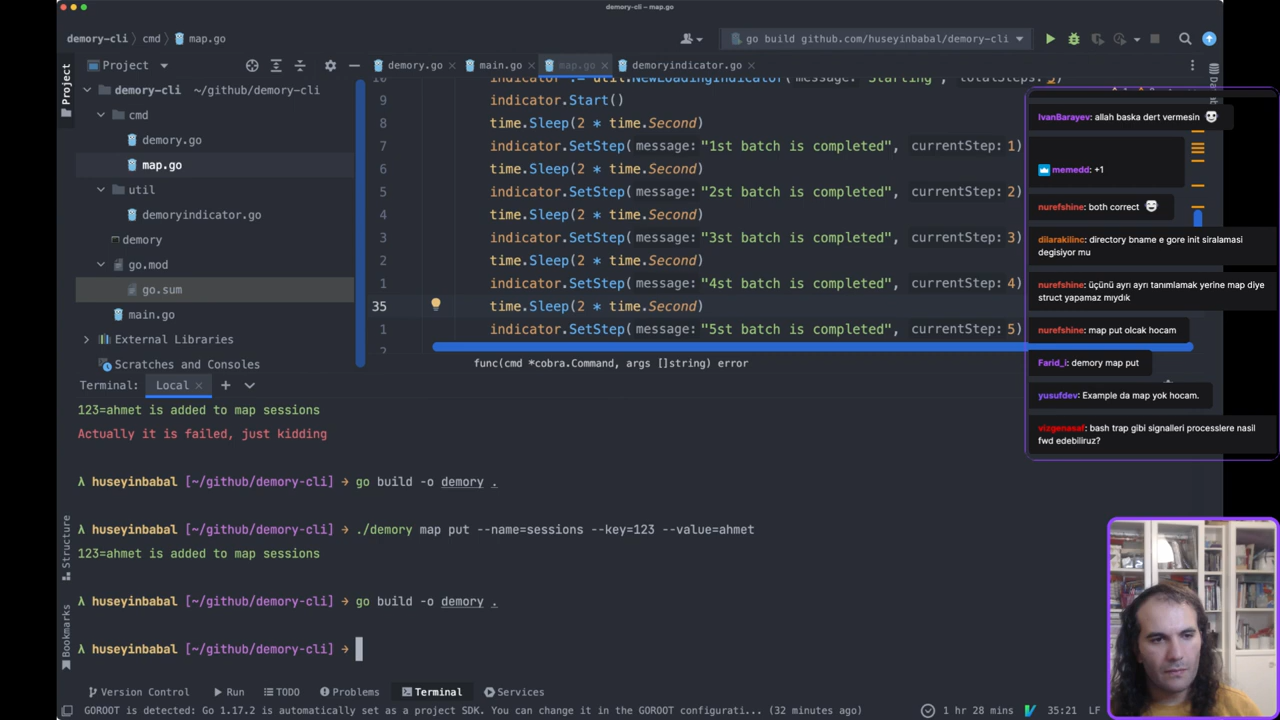 demory-cli – map.go
demory-cli cmd map.go
go build github.com/huseyinbabal/demory-cli
Project
Project
demory-cli ~/github/demory-cli
cmd
demory.go
map.go
util
demoryindicator.go
demory
go.mod
go.sum
main.go
External Libraries
Scratches and Consoles
demory.go main.go map.go demoryindicator.go
9 indicator.Start()
8 time.Sleep(2 * time.Second)
7 indicator.SetStep( message: "1st batch is completed", currentStep: 1)
6 time.Sleep(2 * time.Second)
5 indicator.SetStep( message: "2st batch is completed", currentStep: 2)
4 time.Sleep(2 * time.Second)
3 indicator.SetStep( message: "3st batch is completed", currentStep: 3)
2 time.Sleep(2 * time.Second)
1 indicator.SetStep( message: "4st batch is completed", currentStep: 4)
35 time.Sleep(2 * time.Second)
1 indicator.SetStep( message: "5st batch is completed", currentStep: 5)
func(cmd *cobra.Command, args []string) error
IvanBarayev: allah baska dert vermesin
memedd: +1
nurefshine: both correct
dilarakilinc: directory bname e gore init siralamasi
degisiyor mu
nurefshine: üçünü ayrı ayrı tanımlamak yerine map diye
struct yapamaz mıydık
nurefshine: map put olcak hocam
Farid_i: demory map put
yusufdev: Example da map yok hocam.
vizgenasaf: bash trap gibi signalleri processlere nasil
fwd edebiliruz?
Terminal: Local
123=ahmet is added to map sessions
Actually it is failed, just kidding
λ huseyinbabal [~/github/demory-cli] → go build -o demory .
λ huseyinbabal [~/github/demory-cli] → ./demory map put --name=sessions --key=123 --value=ahmet
123=ahmet is added to map sessions
λ huseyinbabal [~/github/demory-cli] → go build -o demory .
λ huseyinbabal [~/github/demory-cli] →
Structure
Bookmarks
Version Control Run TODO Problems Terminal Services
GOROOT is detected: Go 1.17.2 is automatically set as a project SDK. You can change it in the GOROOT configurati... (32 minutes ago) 1 hr 28 mins 35:21 LF